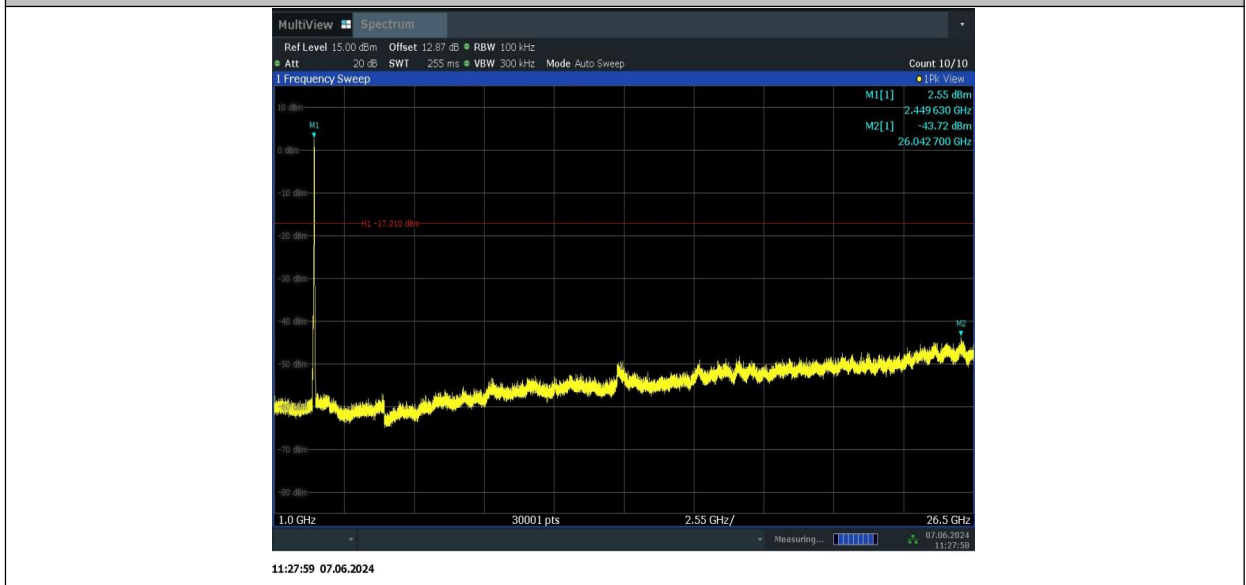 MultiView Spectrum
Ref Level 15.00 dBm Offset 12.87 dB RBW 100 kHz
Att 20 dB SWT 255 ms VBW 300 kHz Mode Auto Sweep Count 10/10
1 Frequency Sweep 1Pk View
M1[1] 2.55 dBm
2.449 630 GHz
M2[1] -43.72 dBm
26.042 700 GHz
10 dBm
M1
0 dBm
-10 dBm
H1 -17.210 dBm
-20 dBm
-30 dBm
-40 dBm
M2
-50 dBm
-70 dBm
-80 dBm
1.0 GHz 30001 pts 2.55 GHz/ 26.5 GHz
Measuring... 07.06.2024
11:27:58
11:27:59 07.06.2024